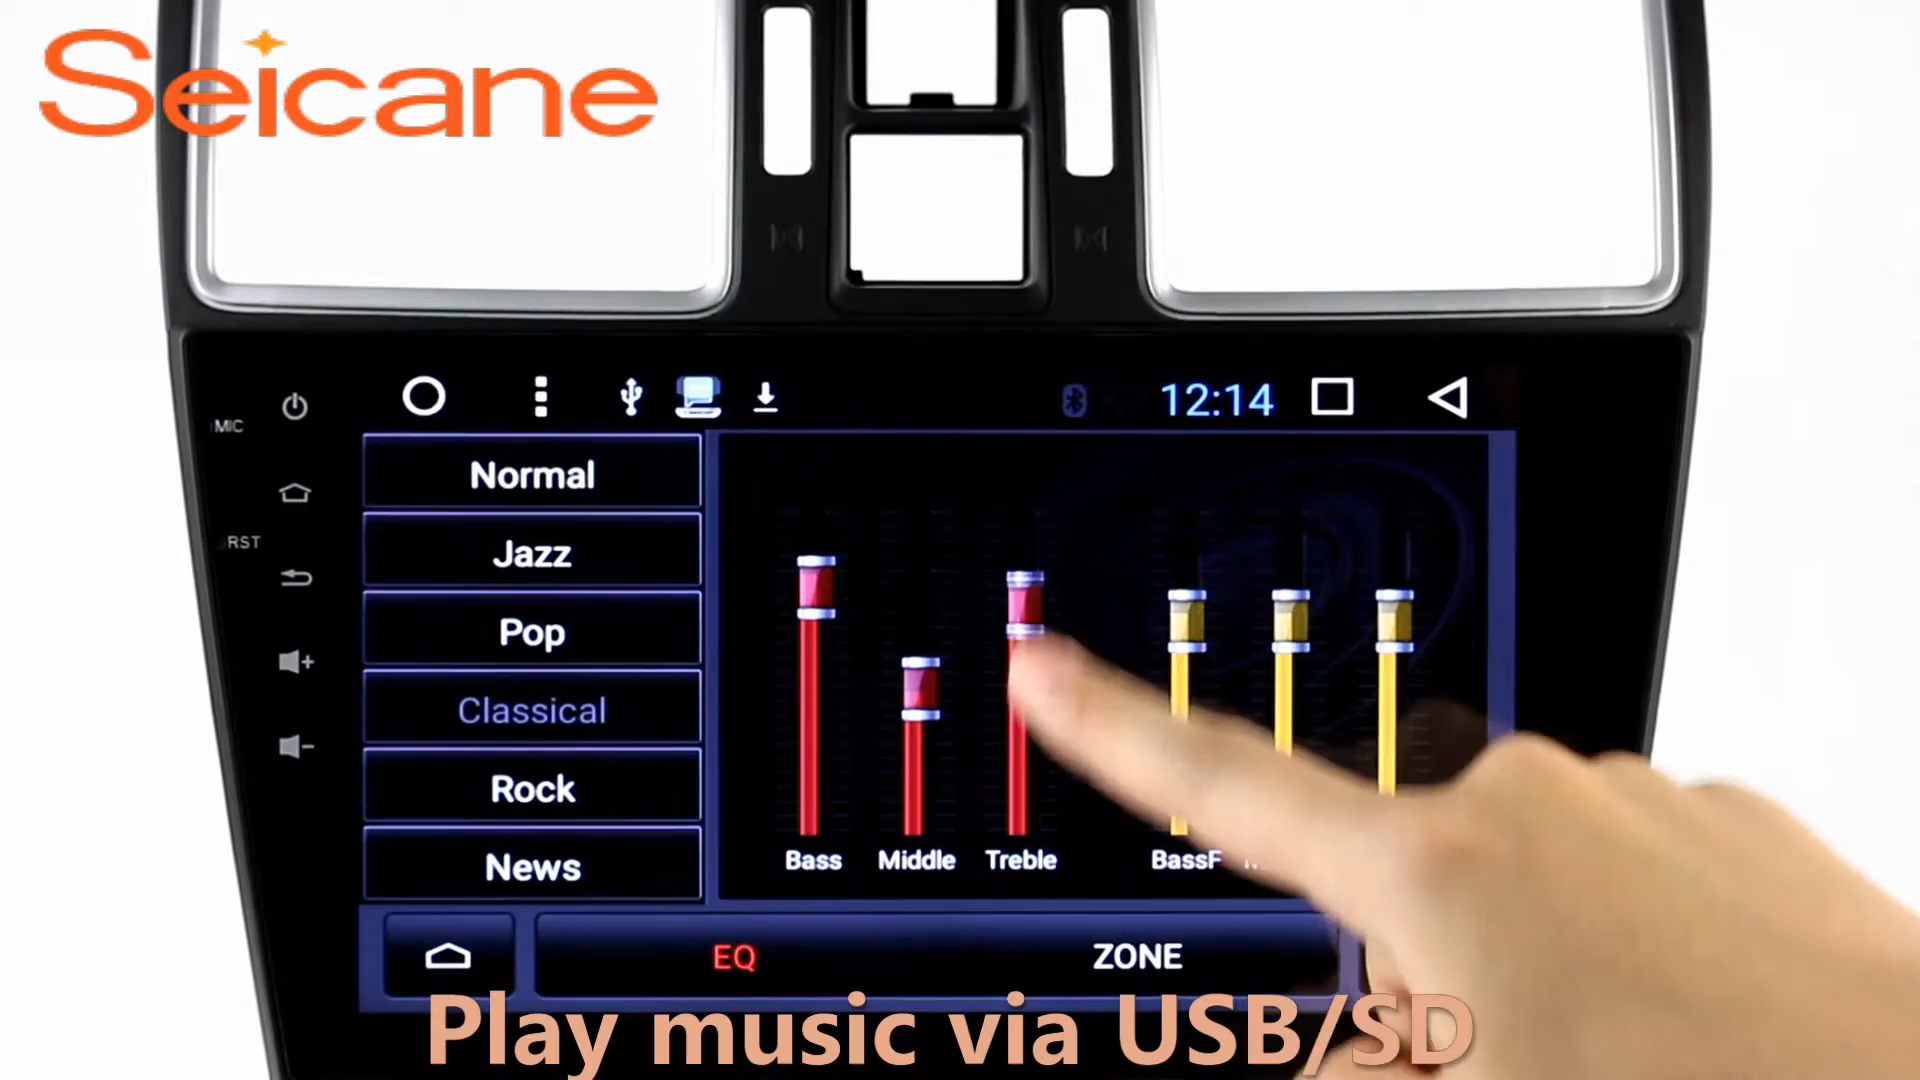 Seicane
MIC
RST
12:14
Normal
Jazz
Pop
Classical
Rock
News
Bass
Middle
Treble
BassF
EQ
ZONE
Play music via USB/SD